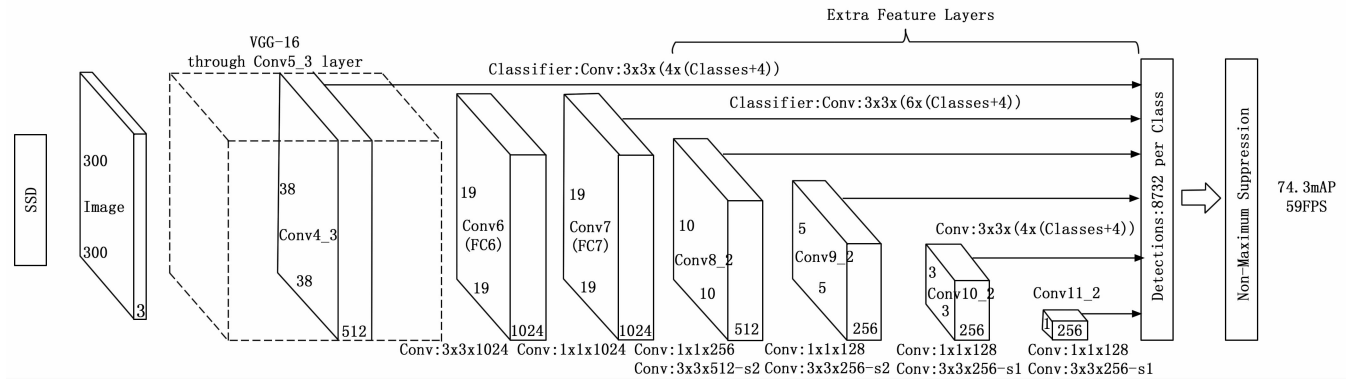 Extra Feature Layers
VGG-16
through Conv5_3 layer
Classifier:Conv:3x3x(4x(Classes+4))
Classifier:Conv:3x3x(6x(Classes+4))
SSD
300
Image
300
3
38
Conv4_3
38
512
19
Conv6
(FC6)
19
1024
19
Conv7
(FC7)
19
1024
10
Conv8_2
10
512
5
Conv9_2
5
256
Conv:3x3x(4x(Classes+4))
3
Conv10_2
3
256
Conv11_2
1
256
Detections:8732 per Class
Non-Maximum Suppression
74.3mAP
59FPS
Conv:3x3x1024
Conv:1x1x1024
Conv:1x1x256
Conv:3x3x512-s2
Conv:1x1x128
Conv:3x3x256-s2
Conv:1x1x128
Conv:3x3x256-s1
Conv:1x1x128
Conv:3x3x256-s1